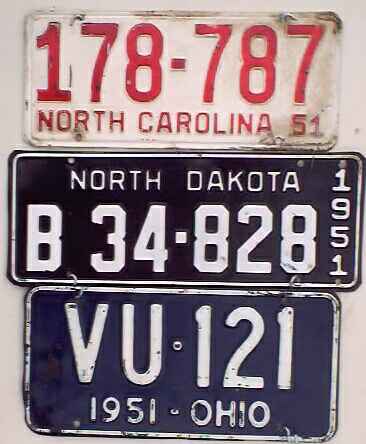 178-787
NORTH CAROLINA 51
NORTH DAKOTA
B 34-828
1951
VU-121
1951-OHIO